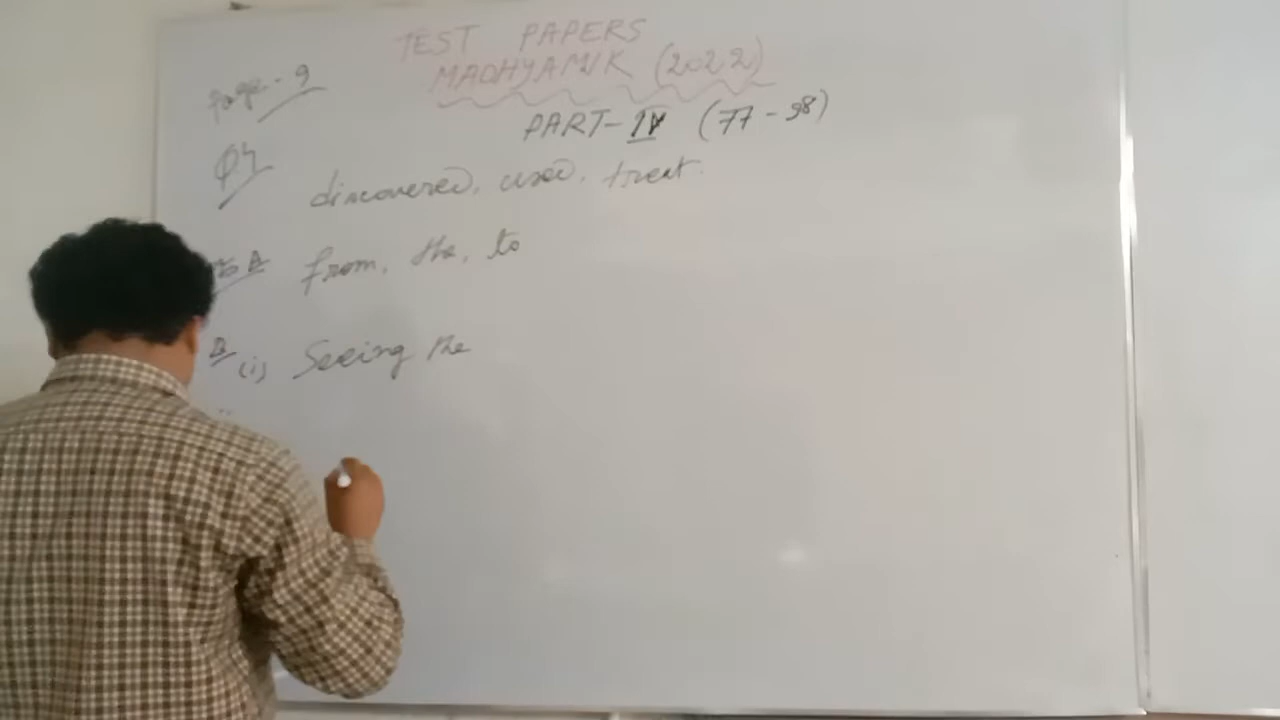 TEST PAPERS
MADHYAMIK (2022)
Page - 9
PART-IV (77-98)
discovered, used, treat.
from, the, to
B (i) Seeing the